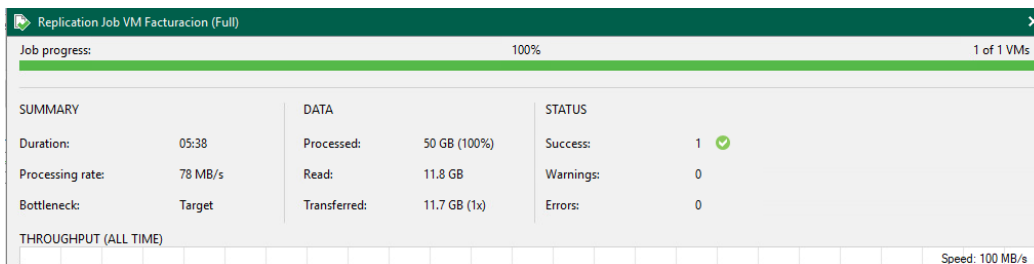 Replication Job VM Facturacion (Full)
Job progress: 100% 1 of 1 VMs
SUMMARY DATA STATUS
Duration: 05:38 Processed: 50 GB (100%) Success: 1
Processing rate: 78 MB/s Read: 11.8 GB Warnings: 0
Bottleneck: Target Transferred: 11.7 GB (1x) Errors: 0
THROUGHPUT (ALL TIME)
Speed: 100 MB/s